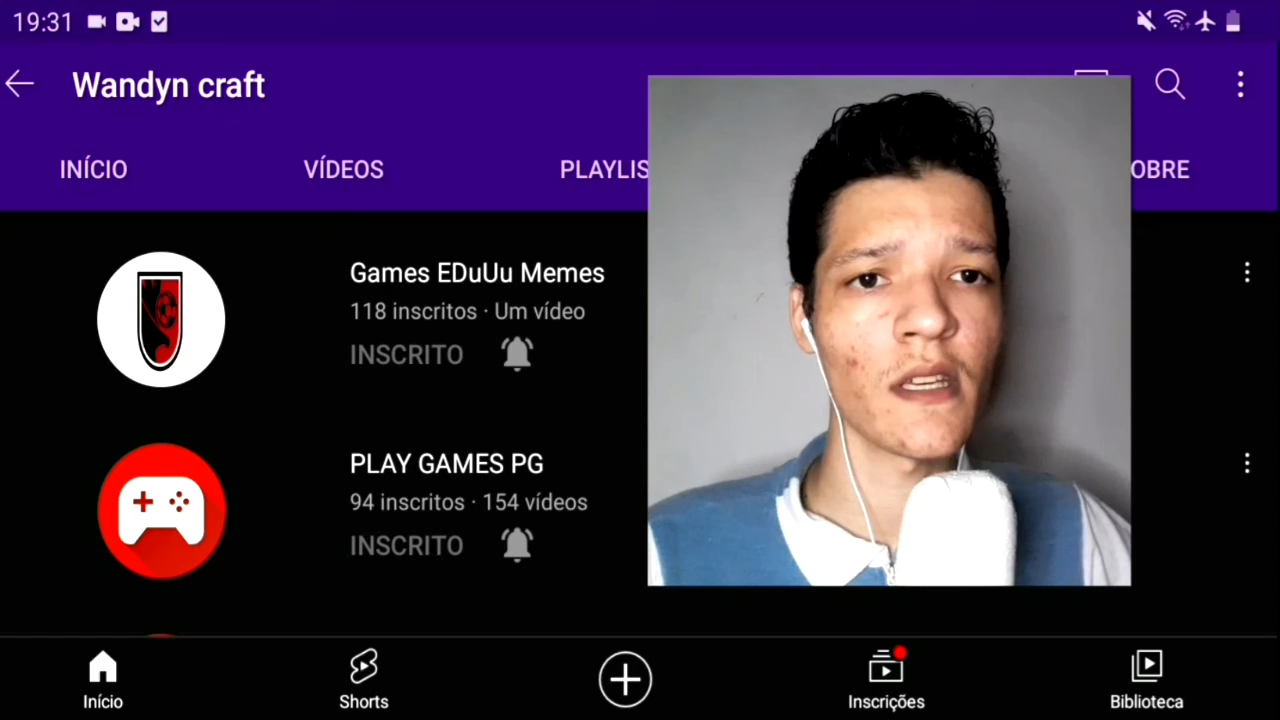 19:31
Wandyn craft
INÍCIO VÍDEOS PLAYLIS OBRE
Games EDuUu Memes
118 inscritos · Um vídeo
INSCRITO
PLAY GAMES PG
94 inscritos · 154 vídeos
INSCRITO
Início Shorts Inscrições Biblioteca